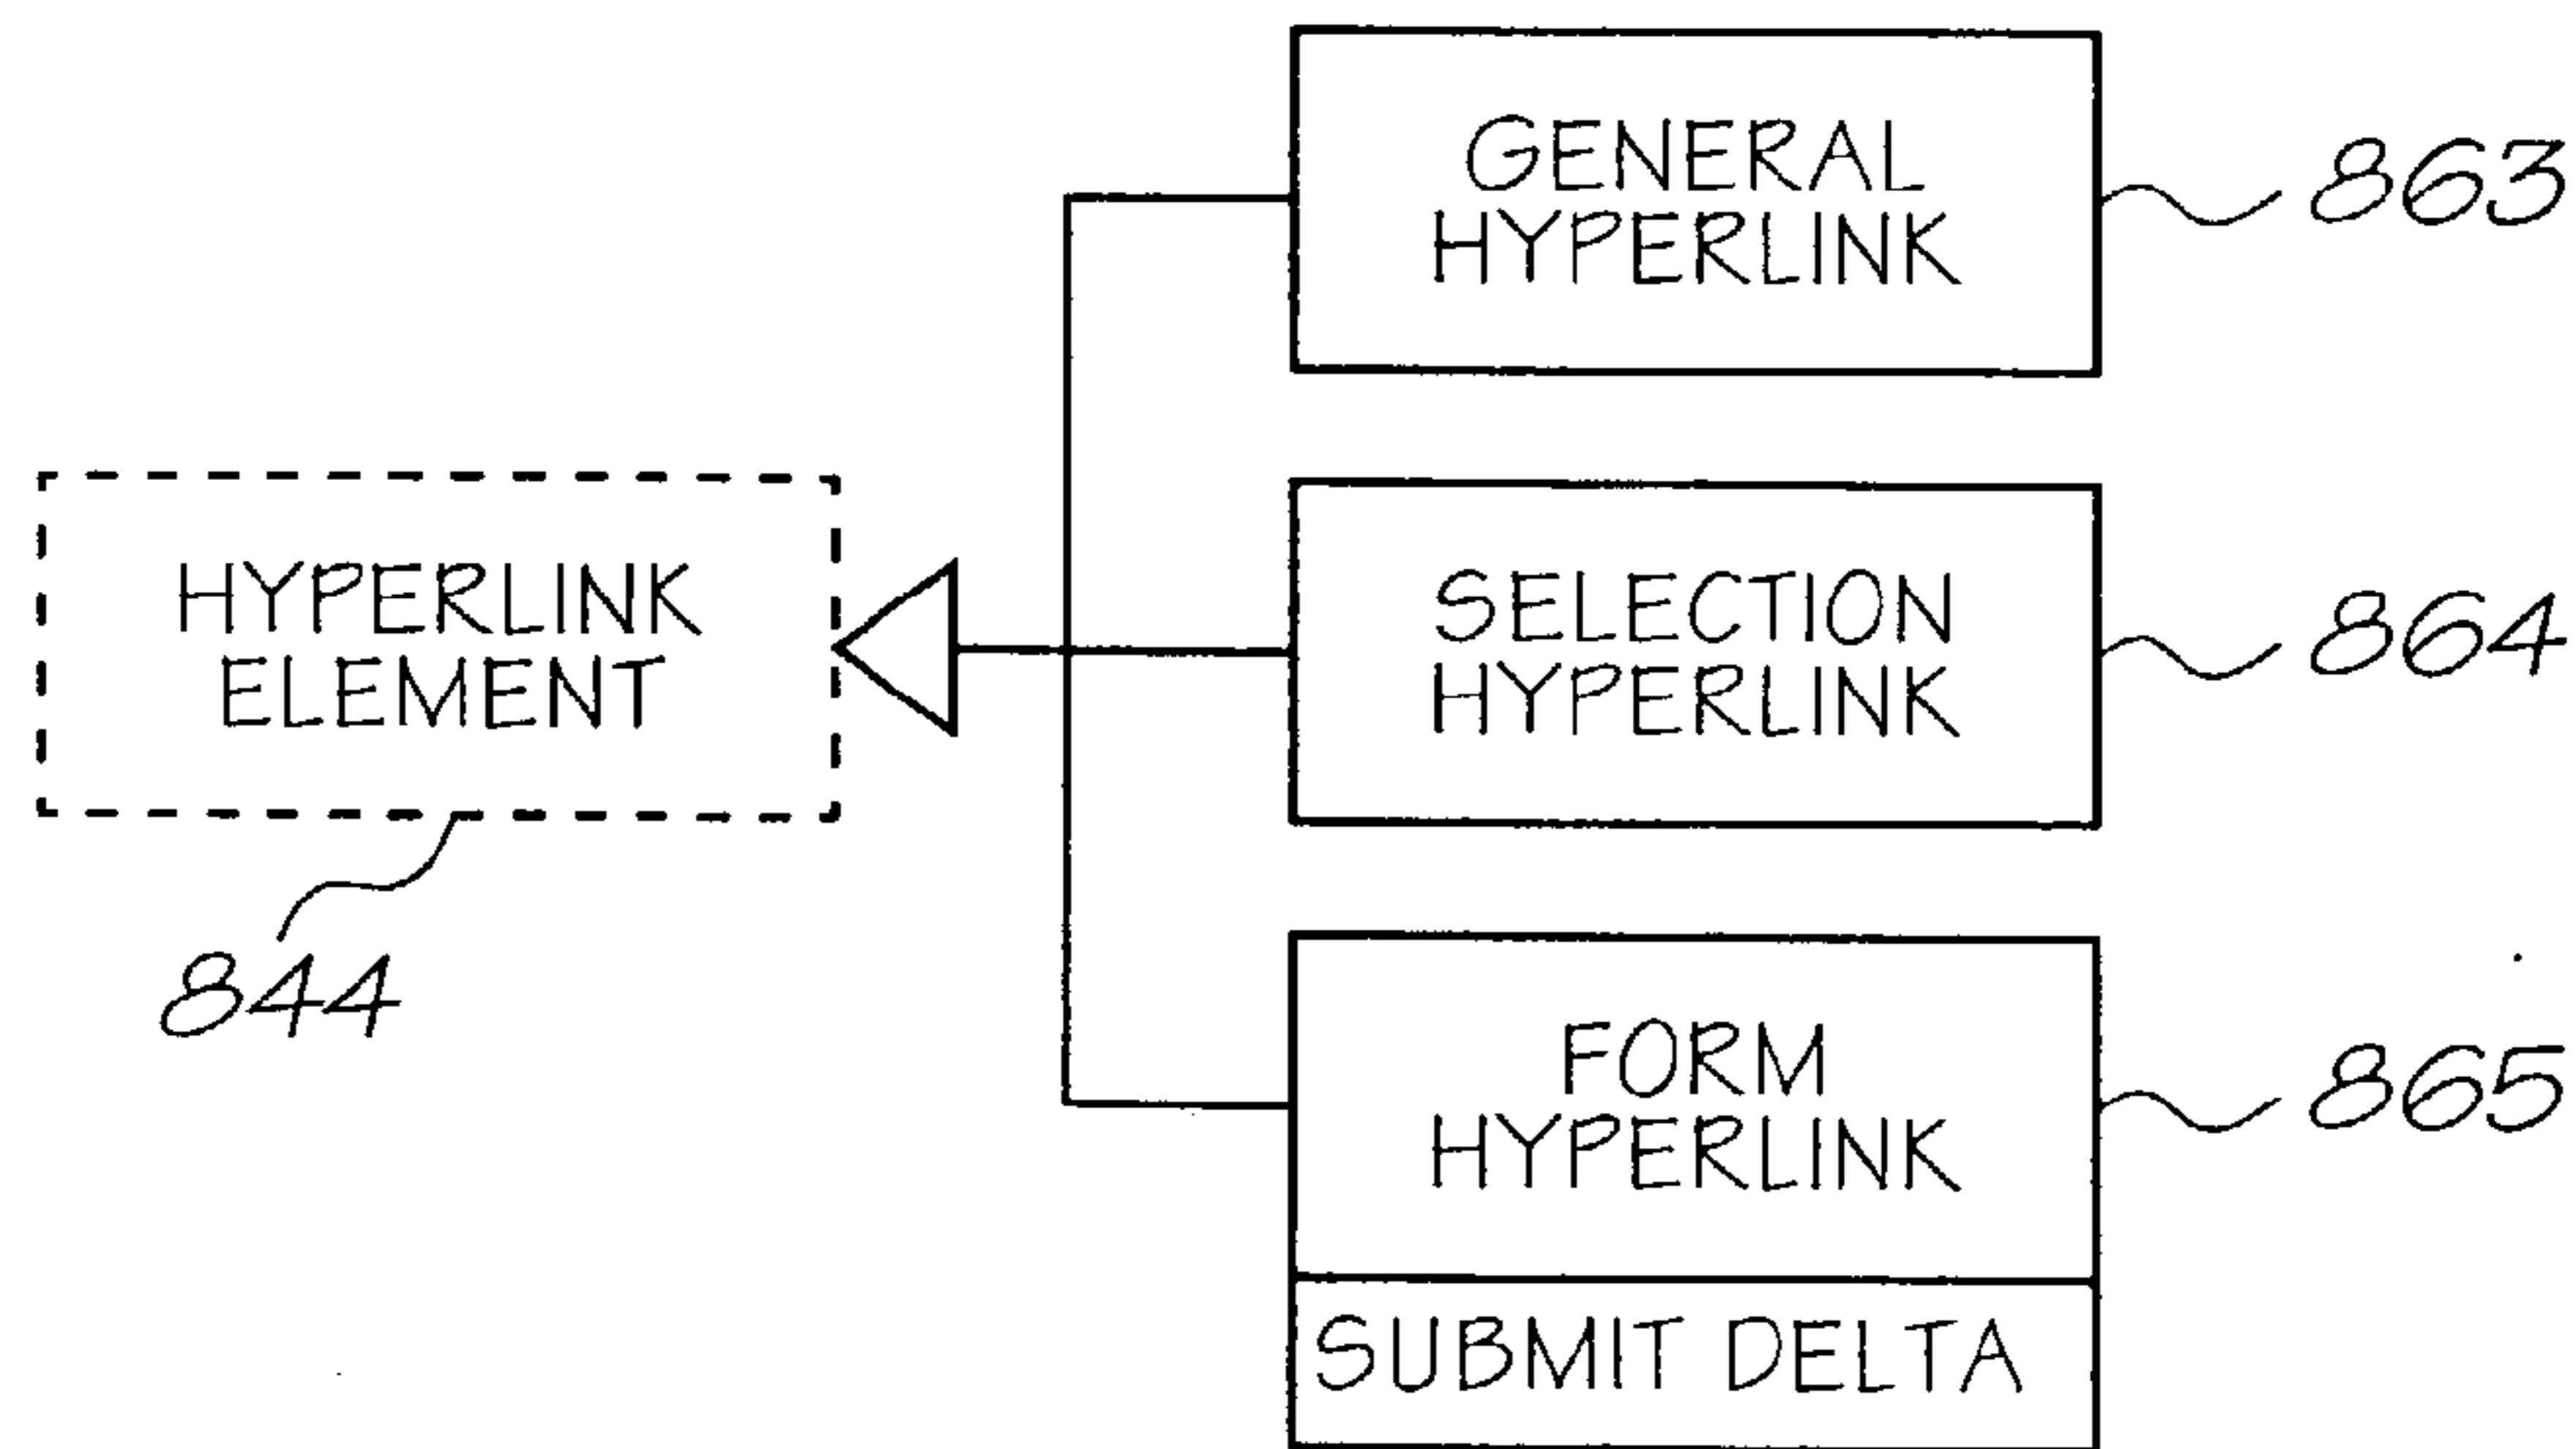 GENERAL
HYPERLINK
863
HYPERLINK
ELEMENT
844
SELECTION
HYPERLINK
864
FORM
HYPERLINK
865
SUBMIT DELTA